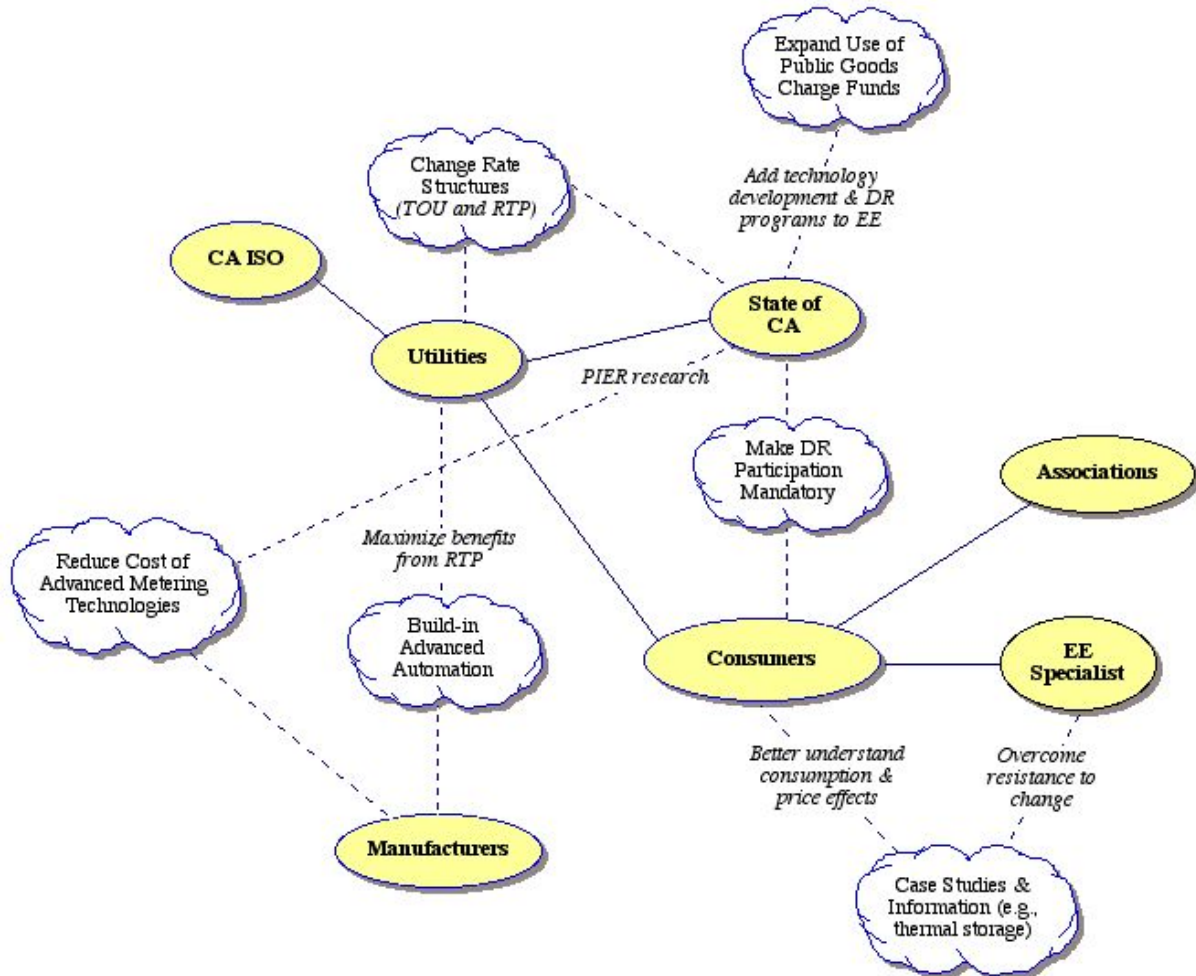 Expand Use of
Public Goods
Charge Funds
Change Rate
Structures
(TOU and RTP)
Add technology
development & DR
programs to EE
CA ISO
State of
CA
Utilities
PIER research
Make DR
Participation
Mandatory
Associations
Reduce Cost of
Advanced Metering
Technologies
Maximize benefits
from RTP
Build-in
Advanced
Automation
Consumers
EE
Specialist
Better understand
consumption &
price effects
Overcome
resistance to
change
Manufacturers
Case Studies &
Information (e.g.,
thermal storage)